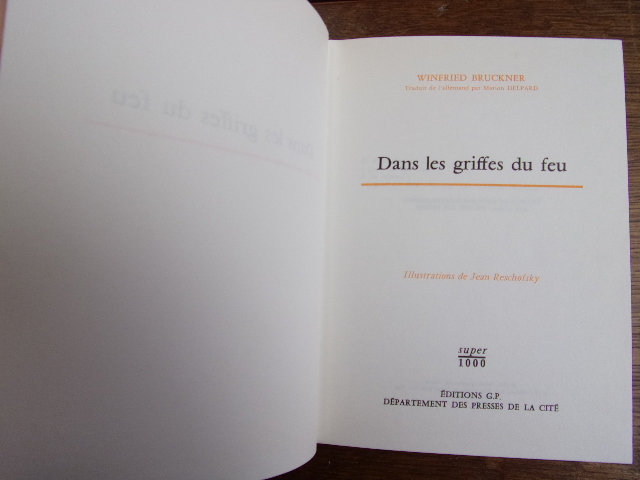 WINFRIED BRUCKNER
Traduit de l'allemand par Marion DELFARD
Dans les griffes du feu
Illustrations de Jean Reschofsky
super
1000
ÉDITIONS G.P.
DÉPARTEMENT DES PRESSES DE LA CITÉ